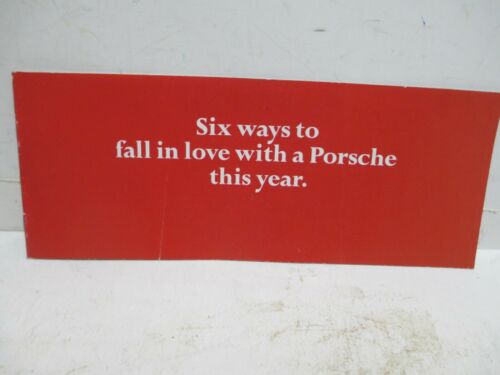 Six ways to
fall in love with a Porsche
this year.